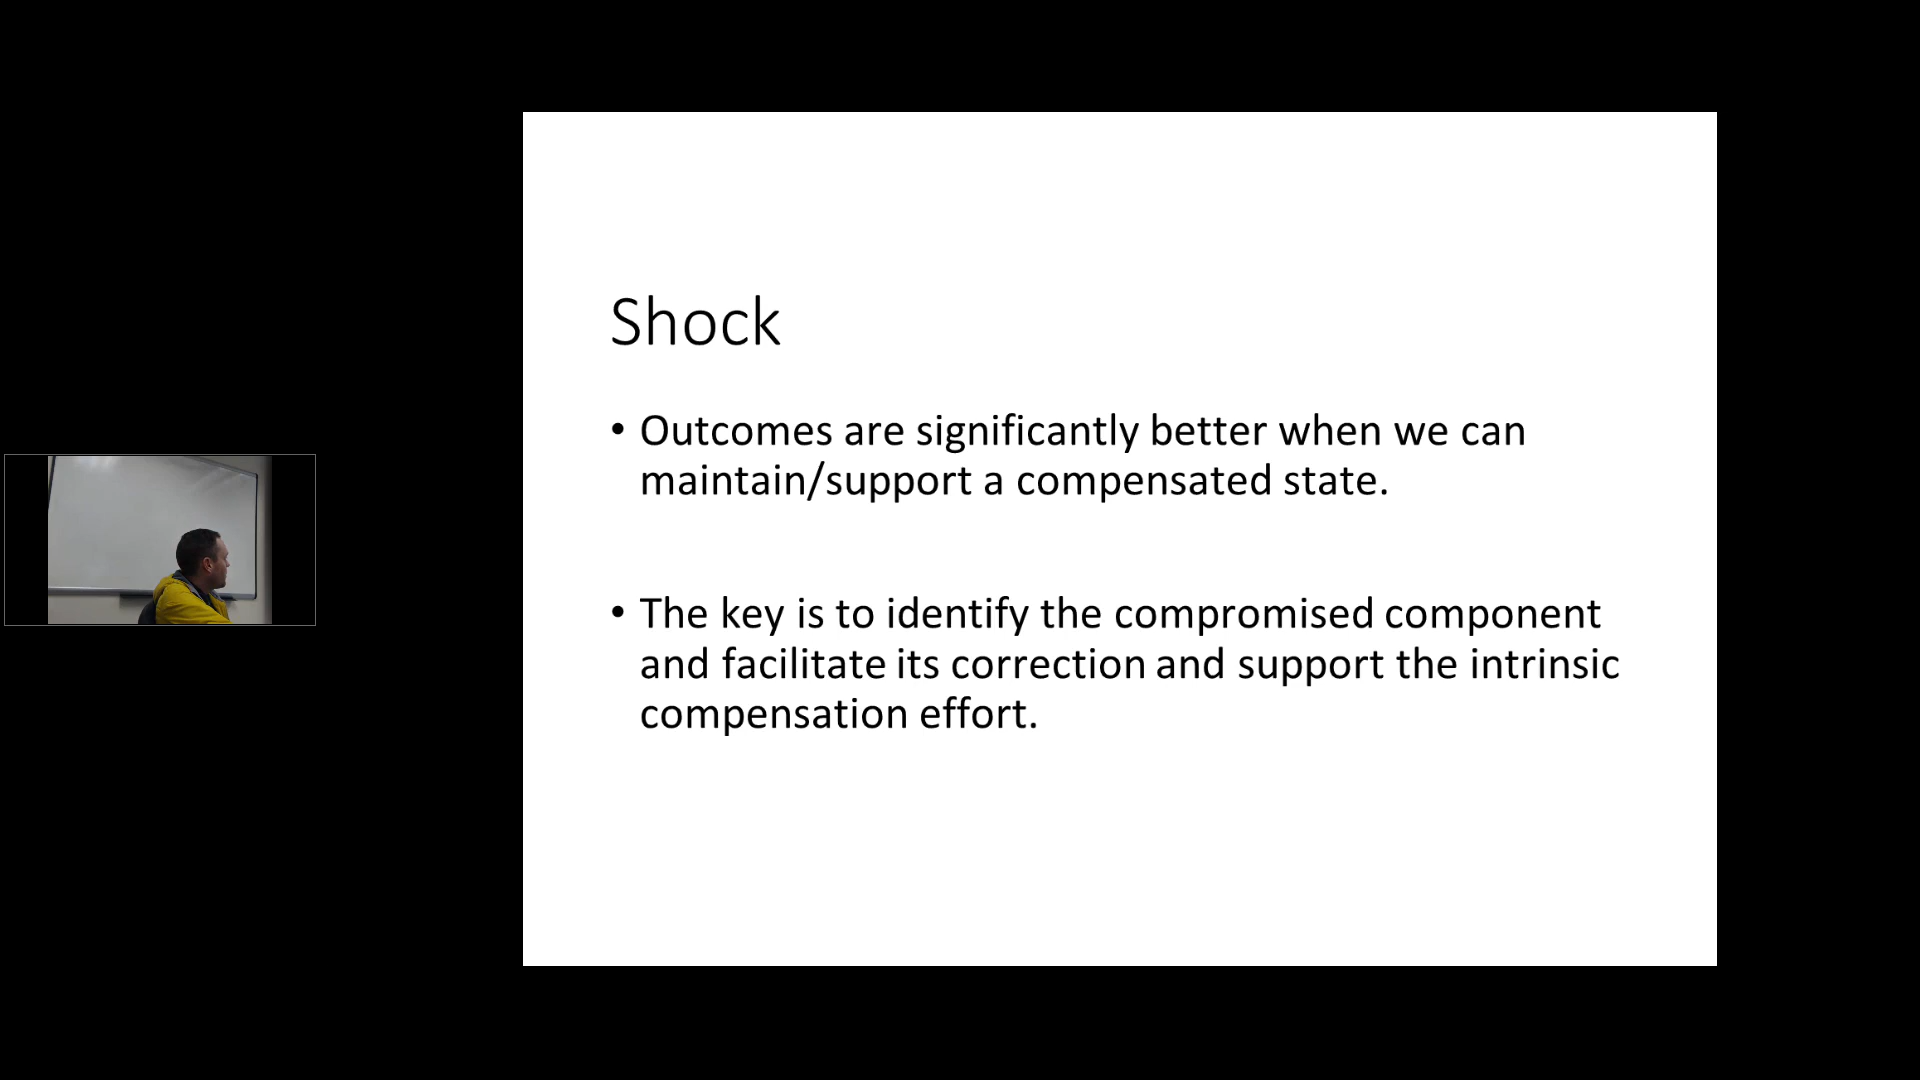 Shock
• Outcomes are significantly better when we can
maintain/support a compensated state.
• The key is to identify the compromised component
and facilitate its correction and support the intrinsic
compensation effort.